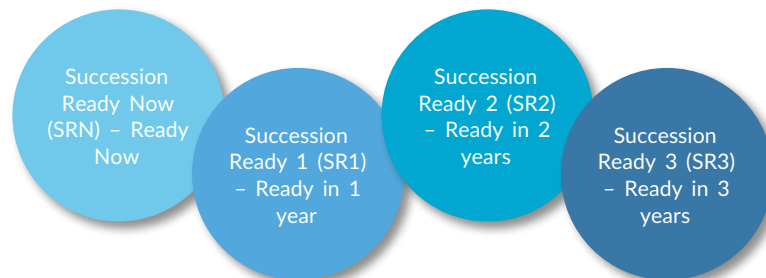 Succession
Ready Now
(SRN) – Ready
Now
Succession
Ready 1 (SR1)
– Ready in 1
year
Succession
Ready 2 (SR2)
– Ready in 2
years
Succession
Ready 3 (SR3)
– Ready in 3
years